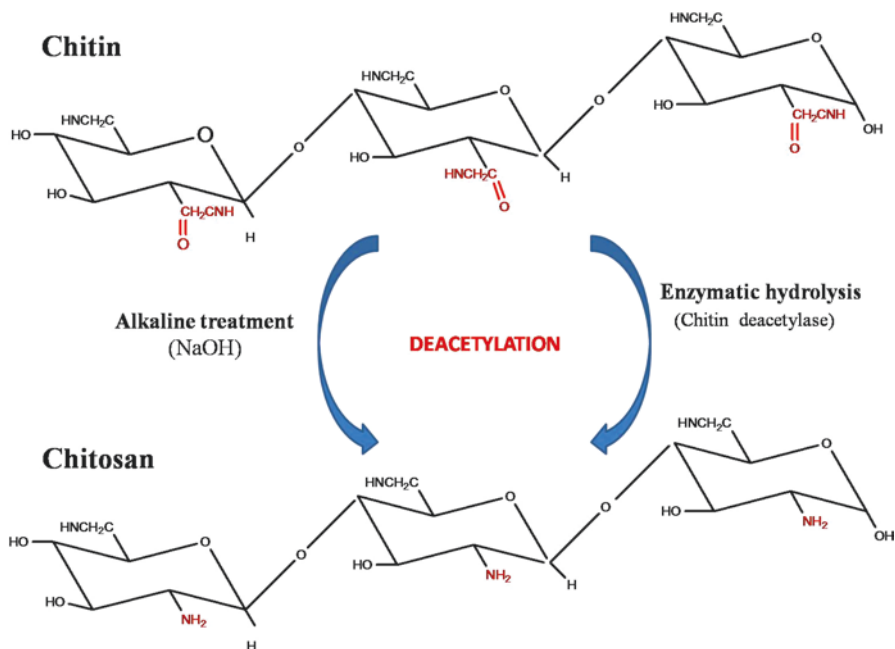 Chitin
HNCH₂C
O
HO
HO
CH₂CNH
O
H
O
HNCH₂C
O
HO
HNCH₂C
O
H
O
HNCH₂C
O
HO
CH₂CNH
O
OH
Alkaline treatment
(NaOH)
DEACETYLATION
Enzymatic hydrolysis
(Chitin deacetylase)
Chitosan
HNCH₂C
O
HO
HO
NH₂
H
O
HNCH₂C
O
HO
NH₂
H
O
HNCH₂C
O
HO
NH₂
OH